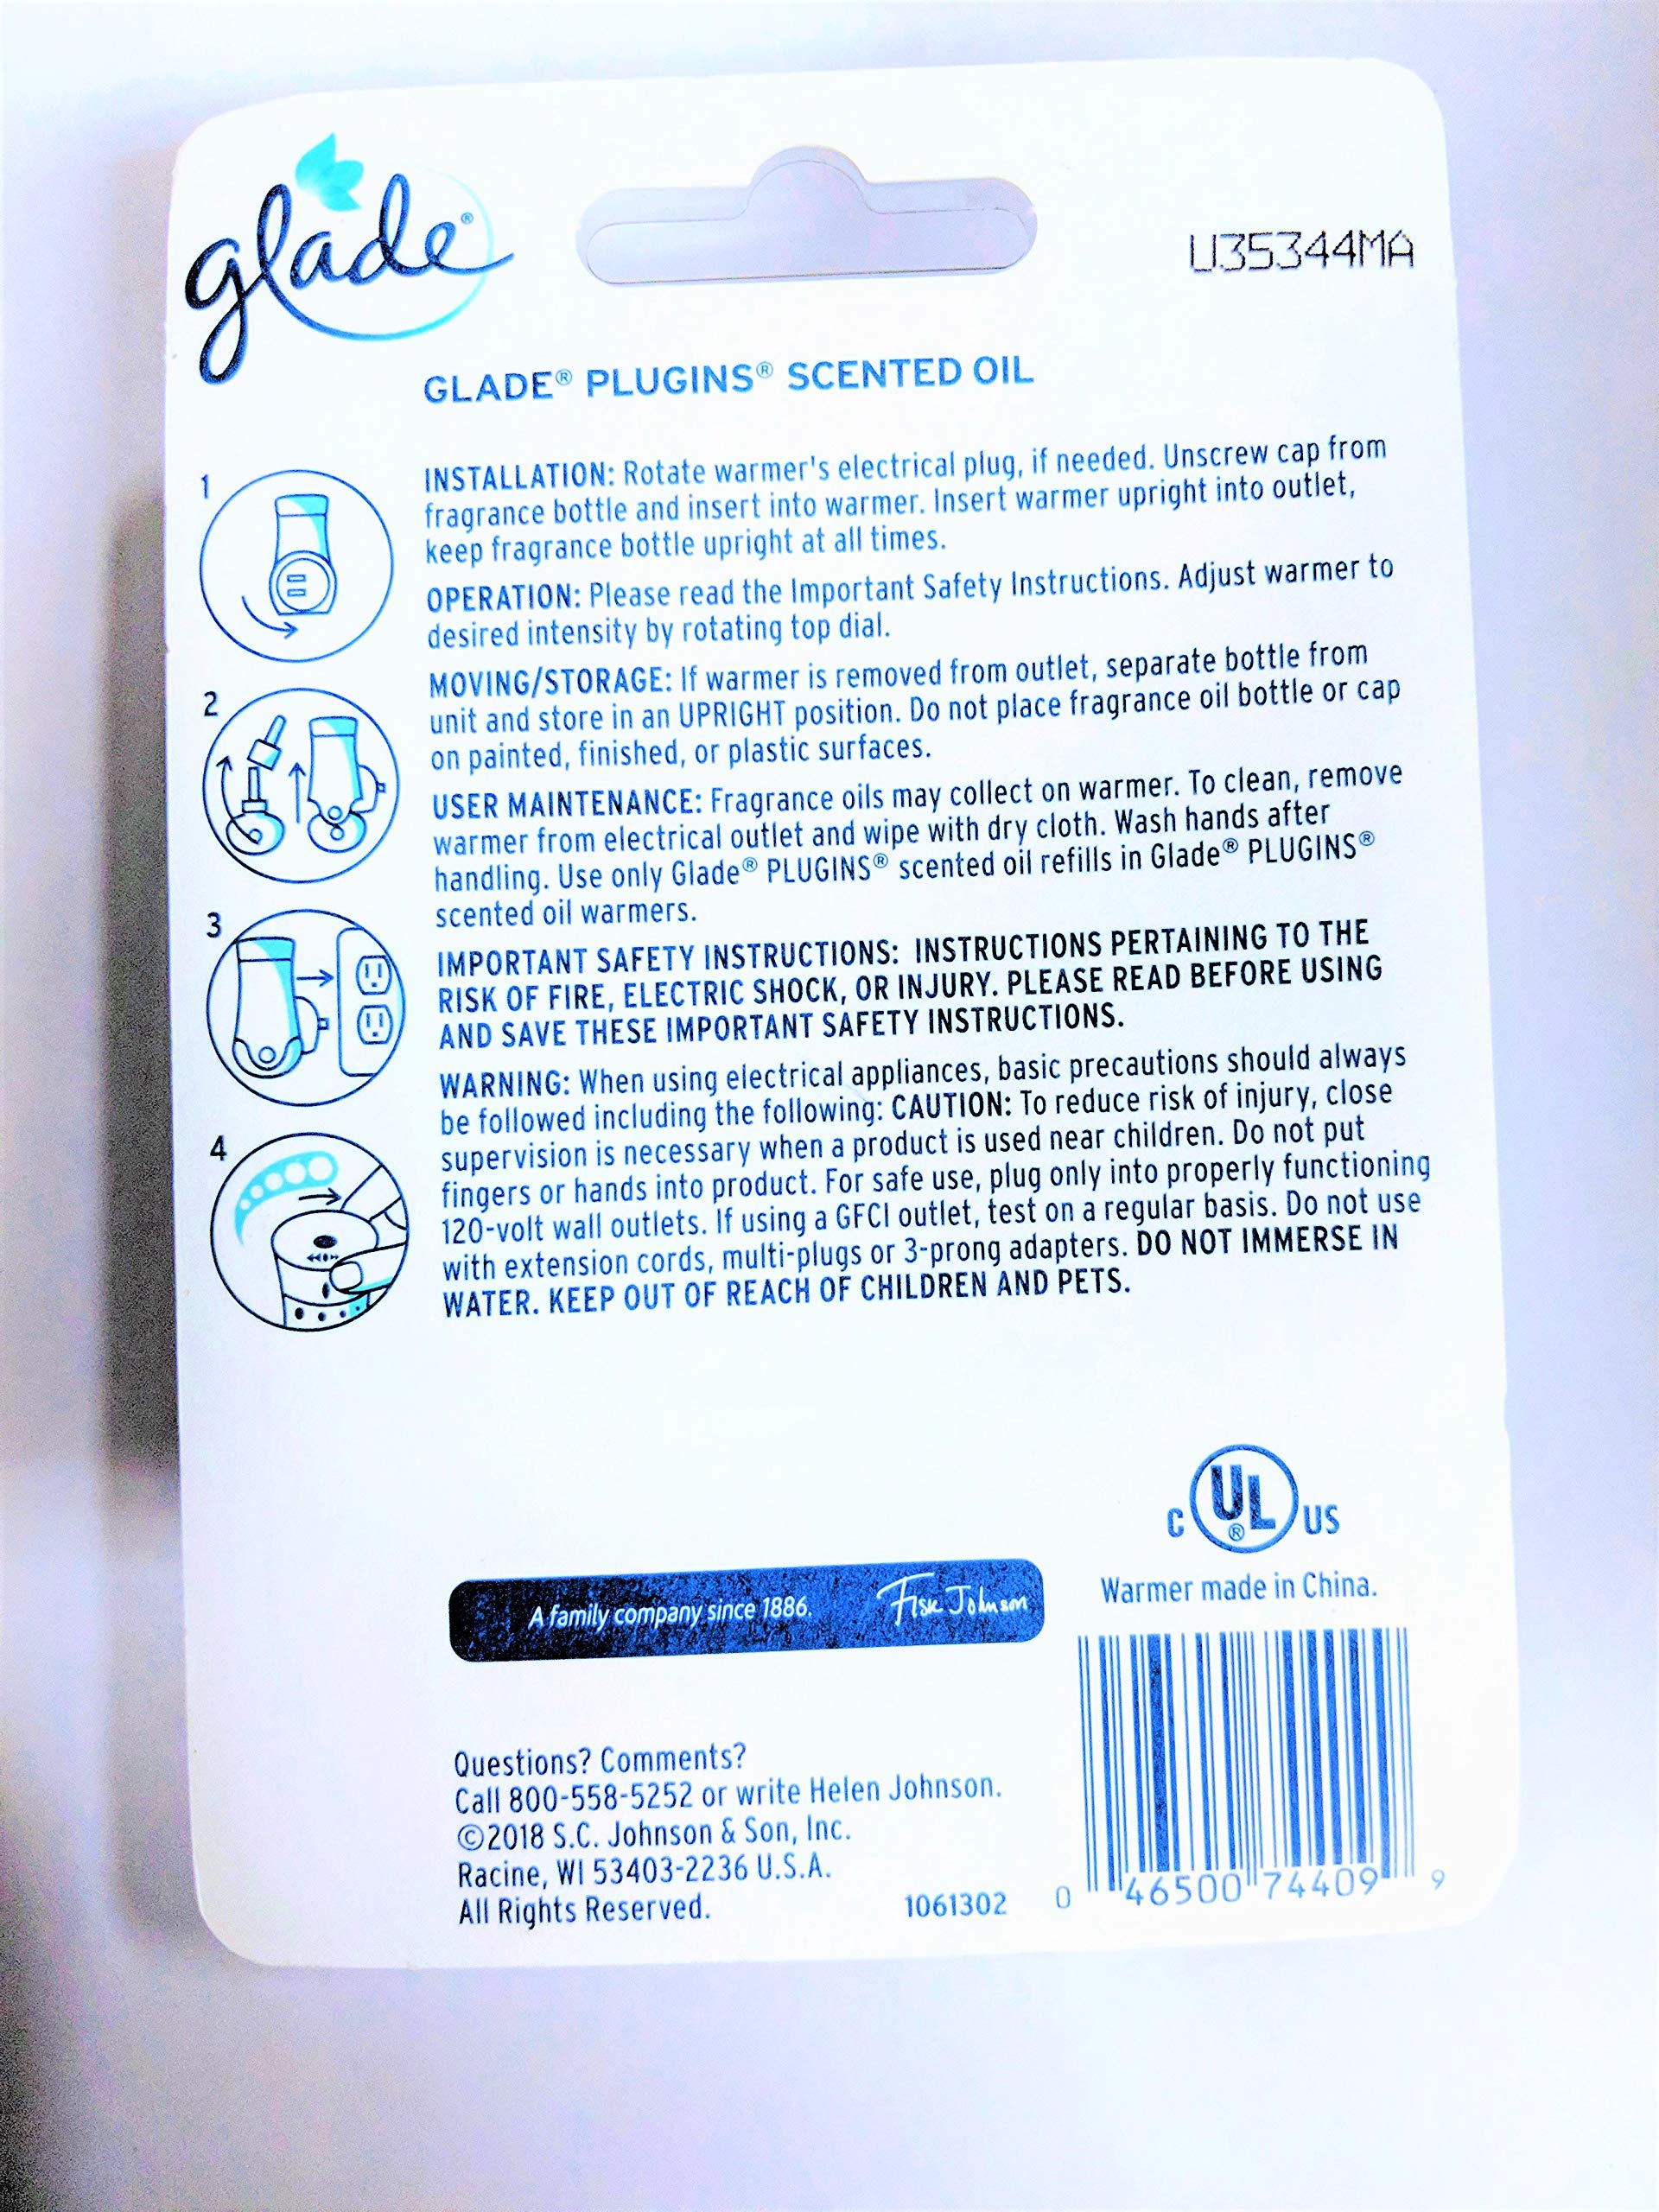 glade®
U35344MA
GLADE® PLUGINS® SCENTED OIL
1
INSTALLATION: Rotate warmer's electrical plug, if needed. Unscrew cap from
fragrance bottle and insert into warmer. Insert warmer upright into outlet,
keep fragrance bottle upright at all times.
OPERATION: Please read the Important Safety Instructions. Adjust warmer to
desired intensity by rotating top dial.
2
MOVING/STORAGE: If warmer is removed from outlet, separate bottle from
unit and store in an UPRIGHT position. Do not place fragrance oil bottle or cap
on painted, finished, or plastic surfaces.
USER MAINTENANCE: Fragrance oils may collect on warmer. To clean, remove
warmer from electrical outlet and wipe with dry cloth. Wash hands after
handling. Use only Glade® PLUGINS® scented oil refills in Glade® PLUGINS®
scented oil warmers.
3
IMPORTANT SAFETY INSTRUCTIONS: INSTRUCTIONS PERTAINING TO THE
RISK OF FIRE, ELECTRIC SHOCK, OR INJURY. PLEASE READ BEFORE USING
AND SAVE THESE IMPORTANT SAFETY INSTRUCTIONS.
WARNING: When using electrical appliances, basic precautions should always
be followed including the following: CAUTION: To reduce risk of injury, close
4
supervision is necessary when a product is used near children. Do not put
fingers or hands into product. For safe use, plug only into properly functioning
120-volt wall outlets. If using a GFCI outlet, test on a regular basis. Do not use
with extension cords, multi-plugs or 3-prong adapters. DO NOT IMMERSE IN
WATER. KEEP OUT OF REACH OF CHILDREN AND PETS.
C UL® US
Warmer made in China.
A family company since 1886. Fisk Johnson
Questions? Comments?
Call 800-558-5252 or write Helen Johnson.
©2018 S.C. Johnson & Son, Inc.
Racine, WI 53403-2236 U.S.A.
All Rights Reserved.
1061302
0 46500 74409 9